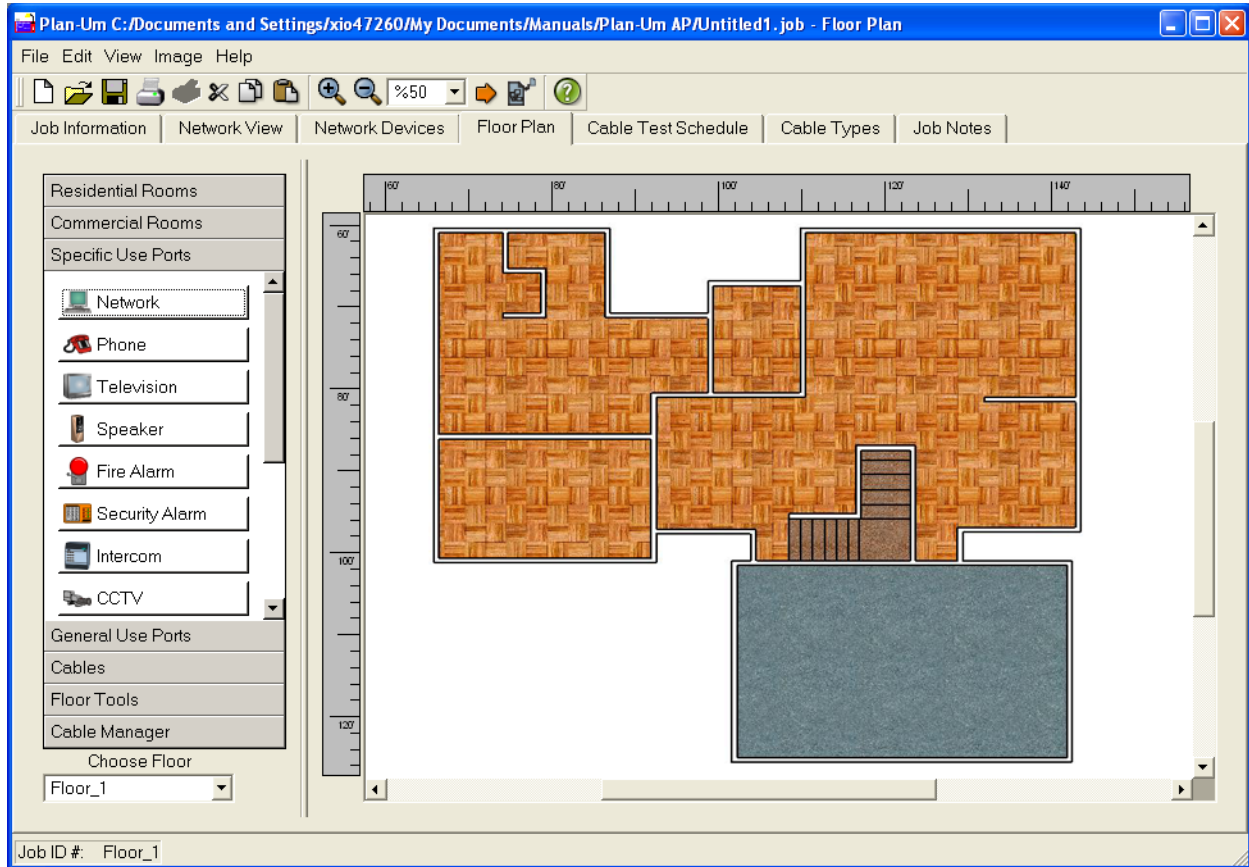 Plan-Um C:/Documents and Settings/xio47260/My Documents/Manuals/Plan-Um AP/Untitled1.job - Floor Plan
File Edit View Image Help
%50
Job Information Network View Network Devices Floor Plan Cable Test Schedule Cable Types Job Notes
Residential Rooms
Commercial Rooms
Specific Use Ports
Network
Phone
Television
Speaker
Fire Alarm
Security Alarm
Intercom
CCTV
General Use Ports
Cables
Floor Tools
Cable Manager
Choose Floor
Floor_1
60' 80' 100' 120' 140'
60'
80'
100'
120'
Job ID #: Floor_1